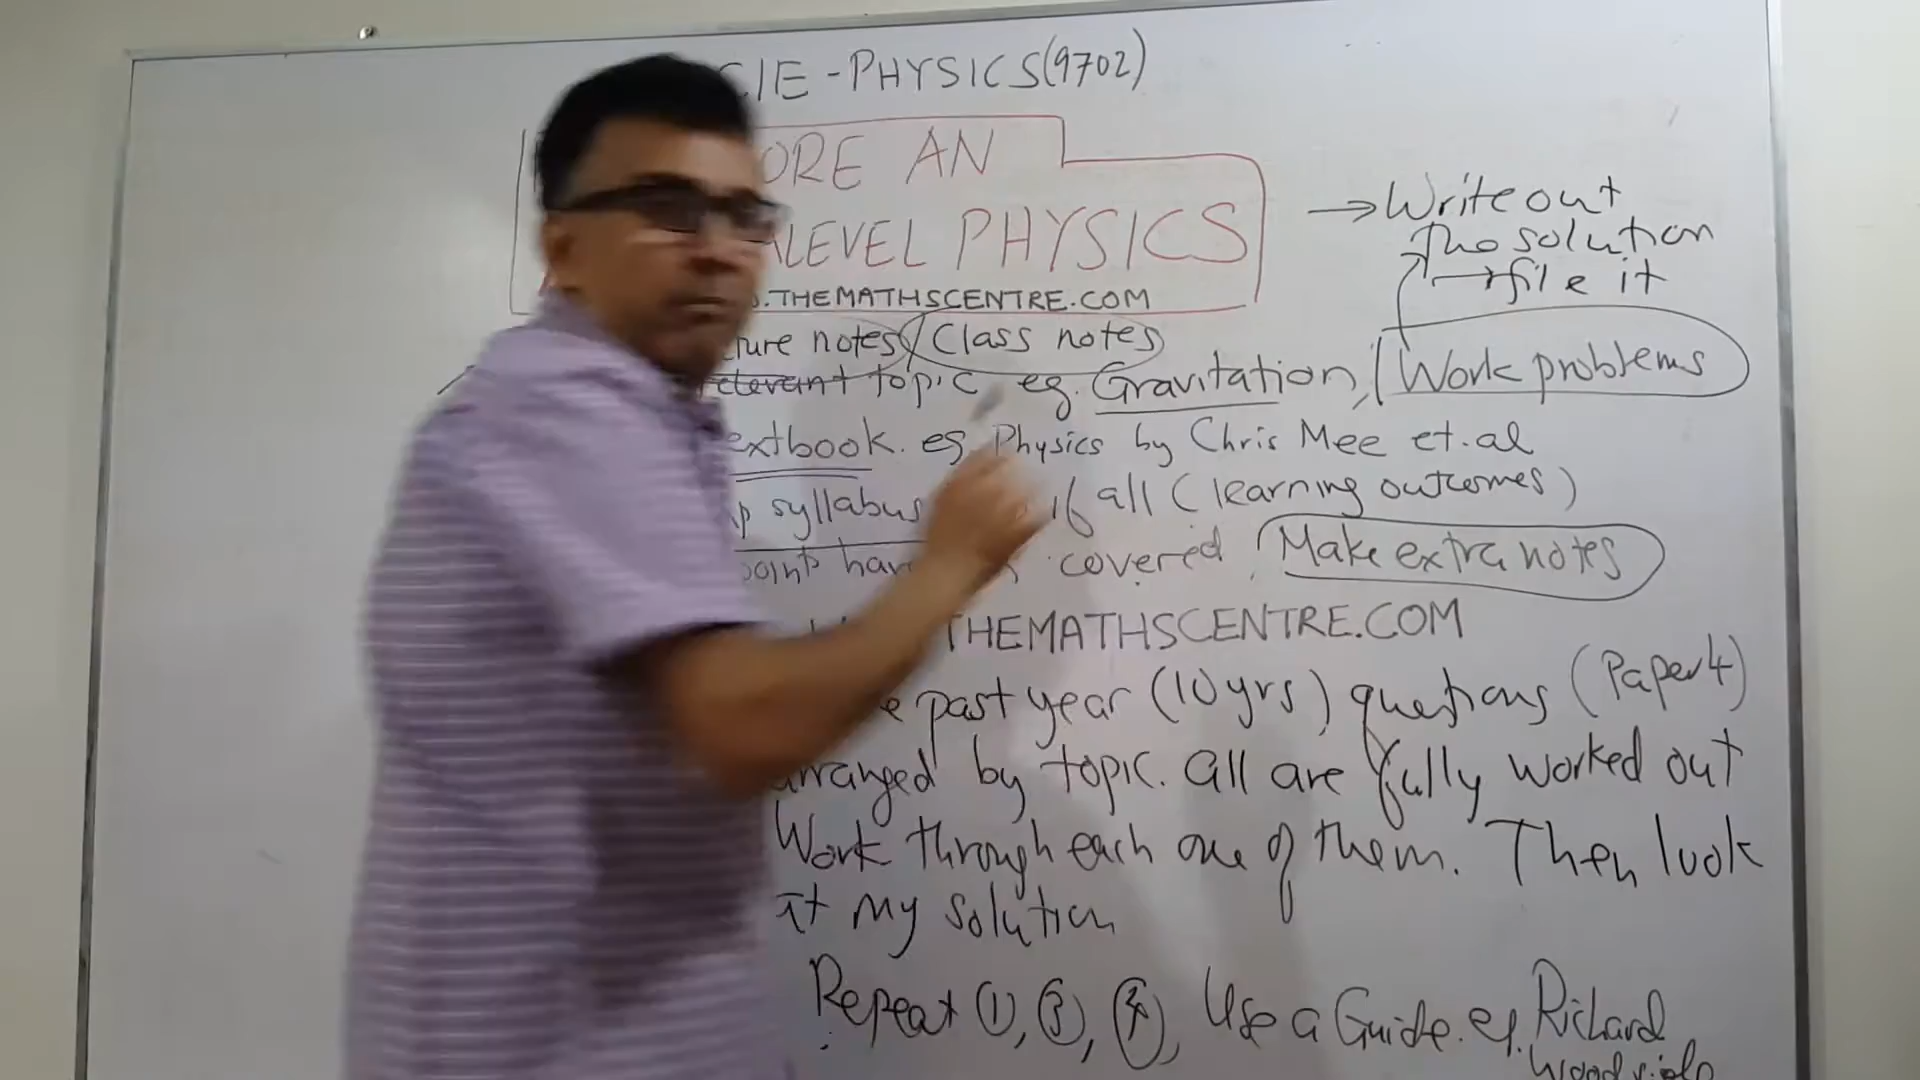 CIE - PHYSICS (9702)
ORE AN
LEVEL PHYSICS
.THEMATHSCENTRE.COM
→ Write out
the solution
→ file it
ture notes Class notes
relevant topic eg. Gravitation, Work problems
extbook. eg Physics by Chris Mee et.al
p syllabus if all (learning outcomes)
point hav covered Make extra notes
THEMATHSCENTRE.COM
e past year (10 yrs) questions (Paper 4)
arranged by topic. All are fully worked out
Work through each one of them. Then look
at my solution
Repeat ①, ③, ④, Use a Guide. eg. Richard
Woodside